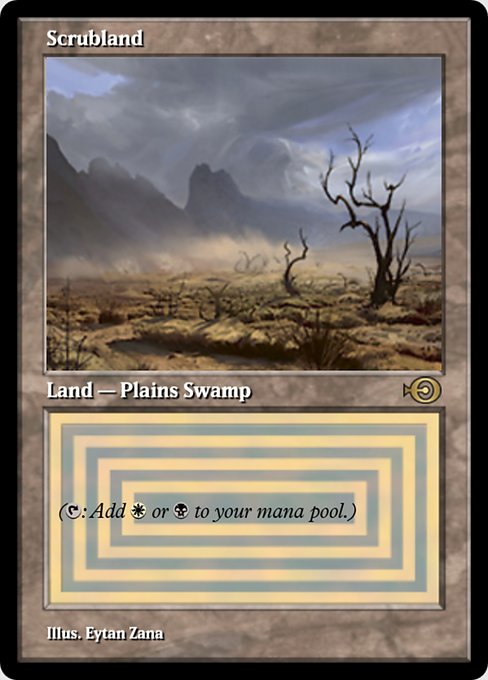 Scrubland
Land — Plains Swamp
(T: Add W or B to your mana pool.)
Illus. Eytan Zana